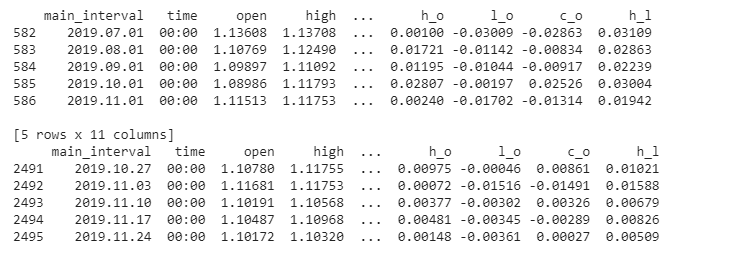 main_interval time open high ... h_o l_o c_o h_l
582 2019.07.01 00:00 1.13608 1.13708 ... 0.00100 -0.03009 -0.02863 0.03109
583 2019.08.01 00:00 1.10769 1.12490 ... 0.01721 -0.01142 -0.00834 0.02863
584 2019.09.01 00:00 1.09897 1.11092 ... 0.01195 -0.01044 -0.00917 0.02239
585 2019.10.01 00:00 1.08986 1.11793 ... 0.02807 -0.00197 0.02526 0.03004
586 2019.11.01 00:00 1.11513 1.11753 ... 0.00240 -0.01702 -0.01314 0.01942
[5 rows x 11 columns]
main_interval time open high ... h_o l_o c_o h_l
2491 2019.10.27 00:00 1.10780 1.11755 ... 0.00975 -0.00046 0.00861 0.01021
2492 2019.11.03 00:00 1.11681 1.11753 ... 0.00072 -0.01516 -0.01491 0.01588
2493 2019.11.10 00:00 1.10191 1.10568 ... 0.00377 -0.00302 0.00326 0.00679
2494 2019.11.17 00:00 1.10487 1.10968 ... 0.00481 -0.00345 -0.00289 0.00826
2495 2019.11.24 00:00 1.10172 1.10320 ... 0.00148 -0.00361 0.00027 0.00509